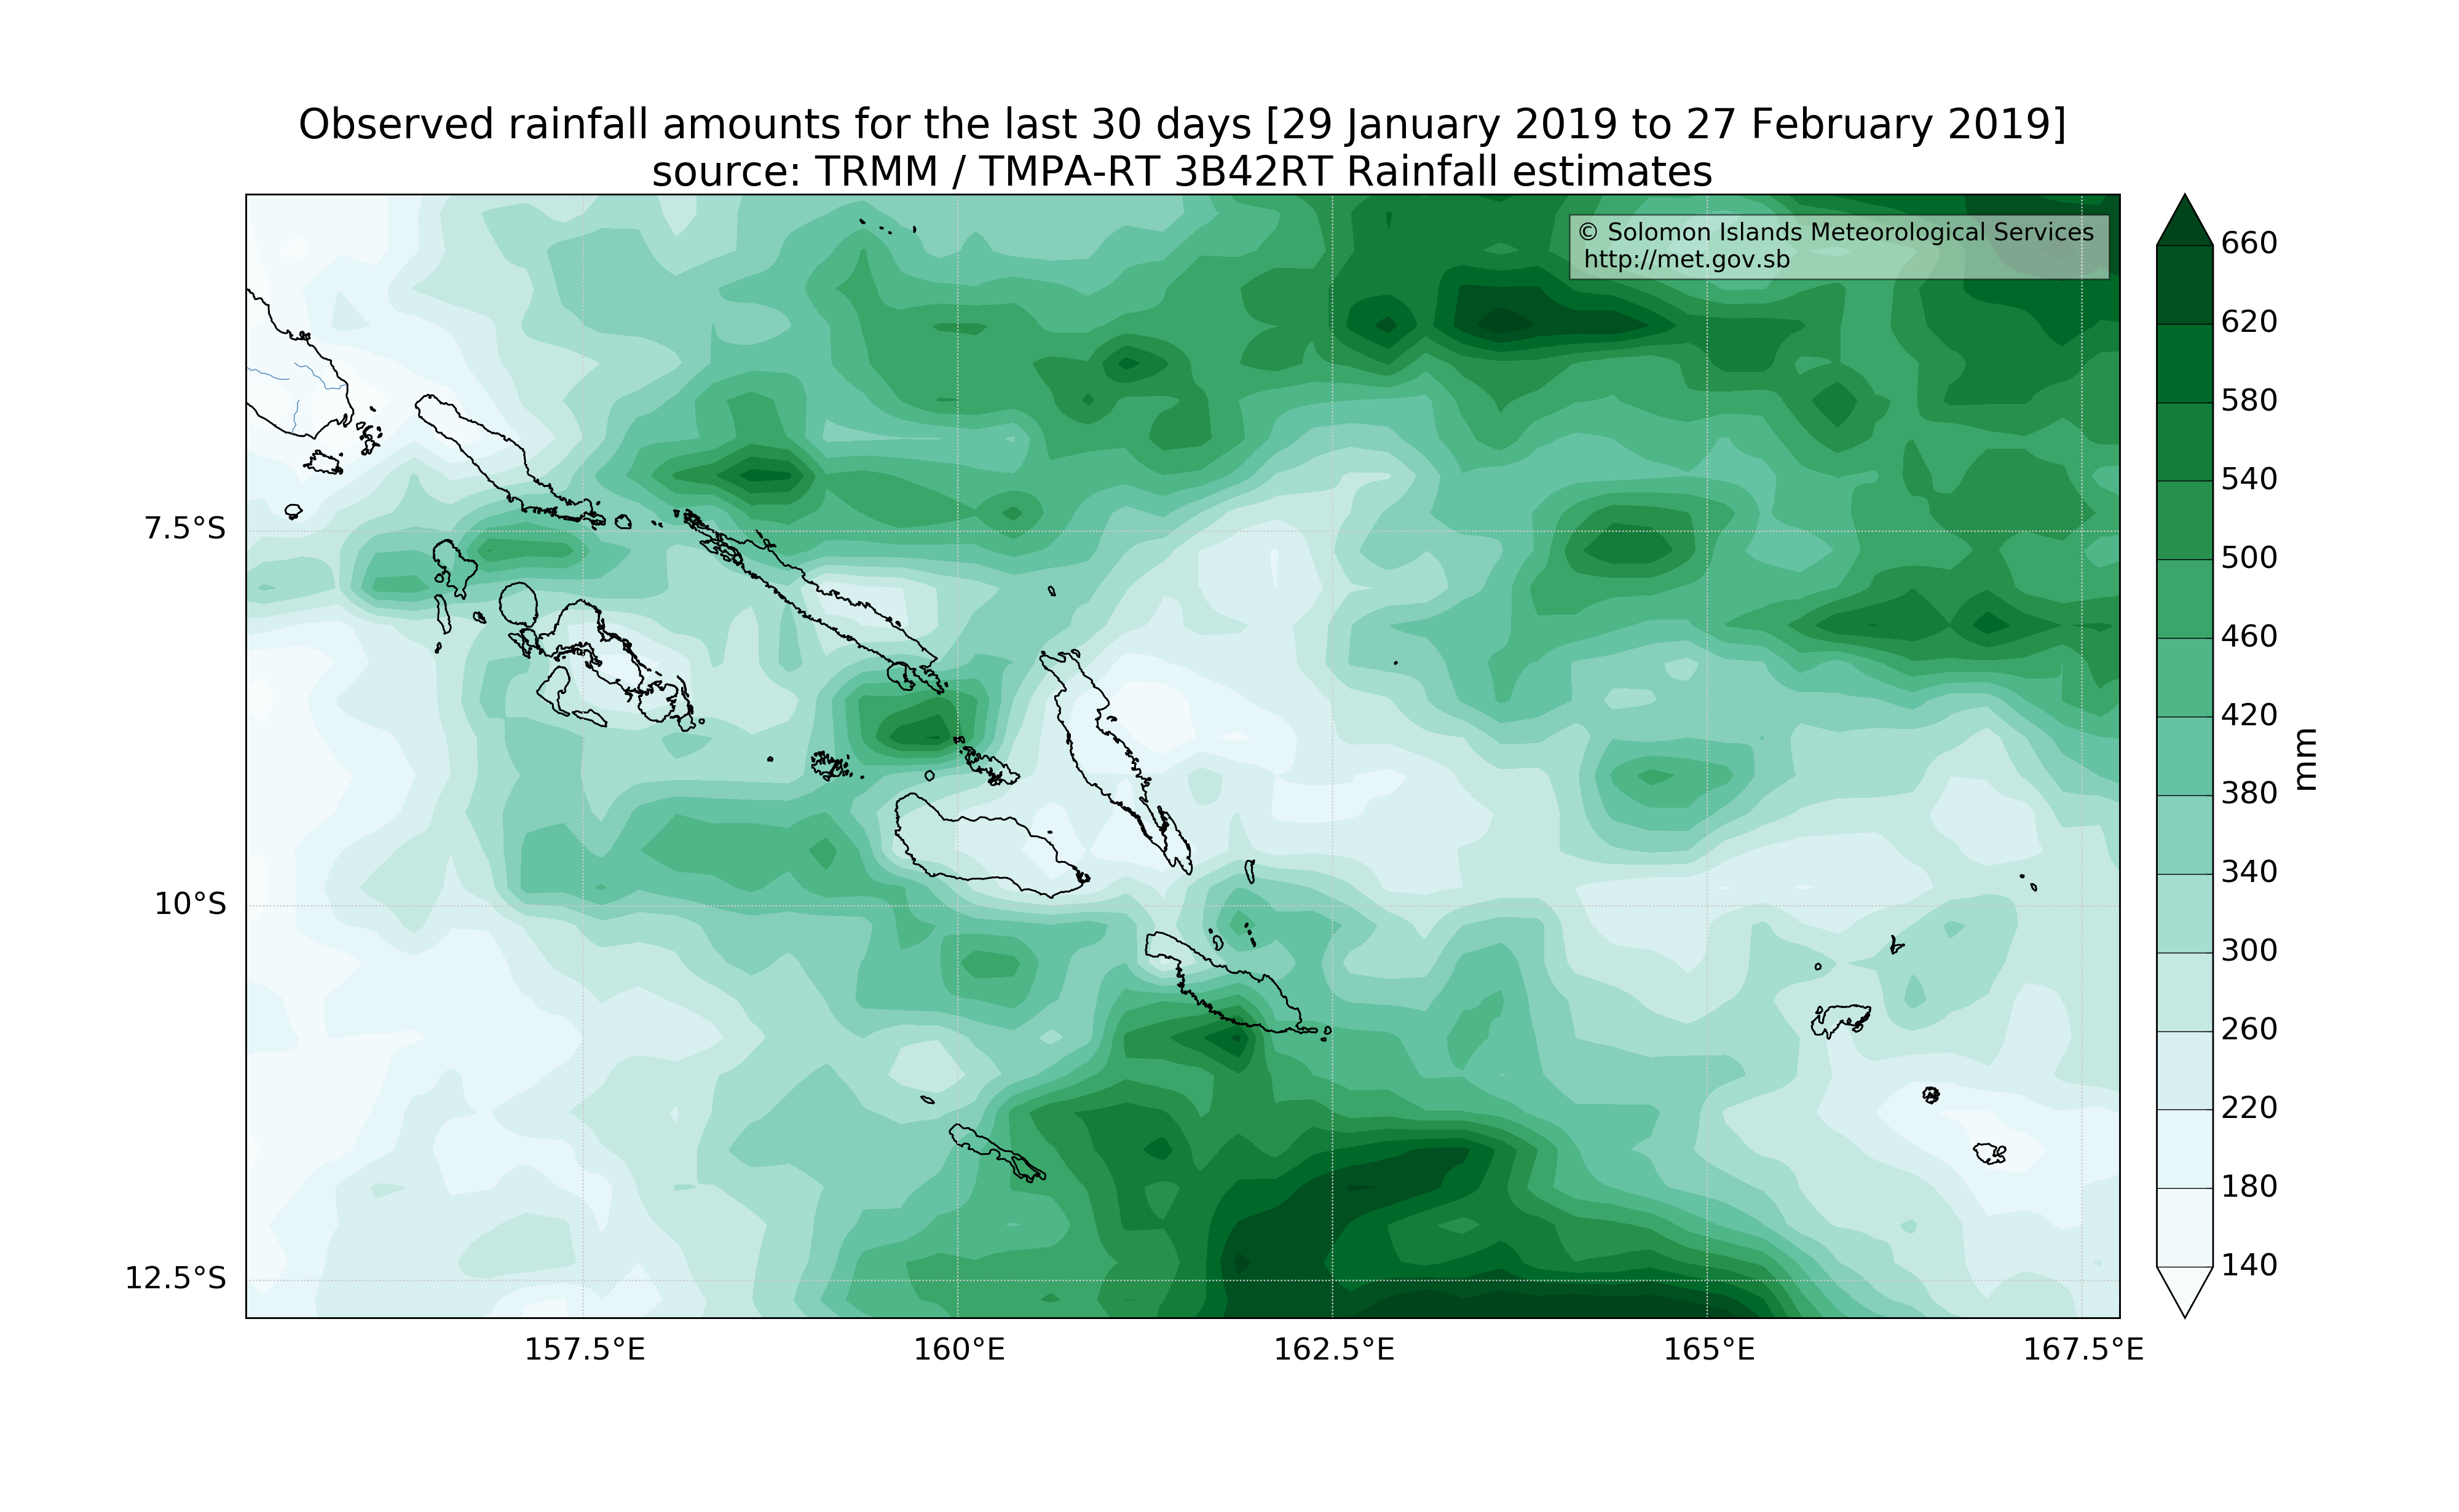 Observed rainfall amounts for the last 30 days [29 January 2019 to 27 February 2019]
source: TRMM / TMPA-RT 3B42RT Rainfall estimates
© Solomon Islands Meteorological Services
http://met.gov.sb
7.5°S
10°S
12.5°S
157.5°E
160°E
162.5°E
165°E
167.5°E
660
620
580
540
500
460
420
380
340
300
260
220
180
140
mm